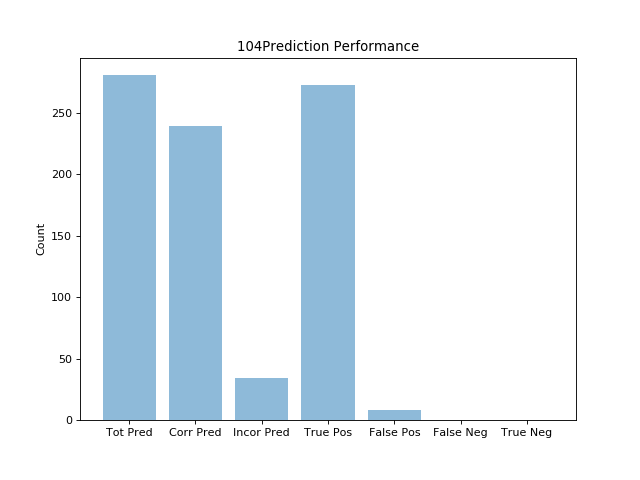 104Prediction Performance
Count
250
200
150
100
50
0
Tot Pred Corr Pred Incor Pred True Pos False Pos False Neg True Neg